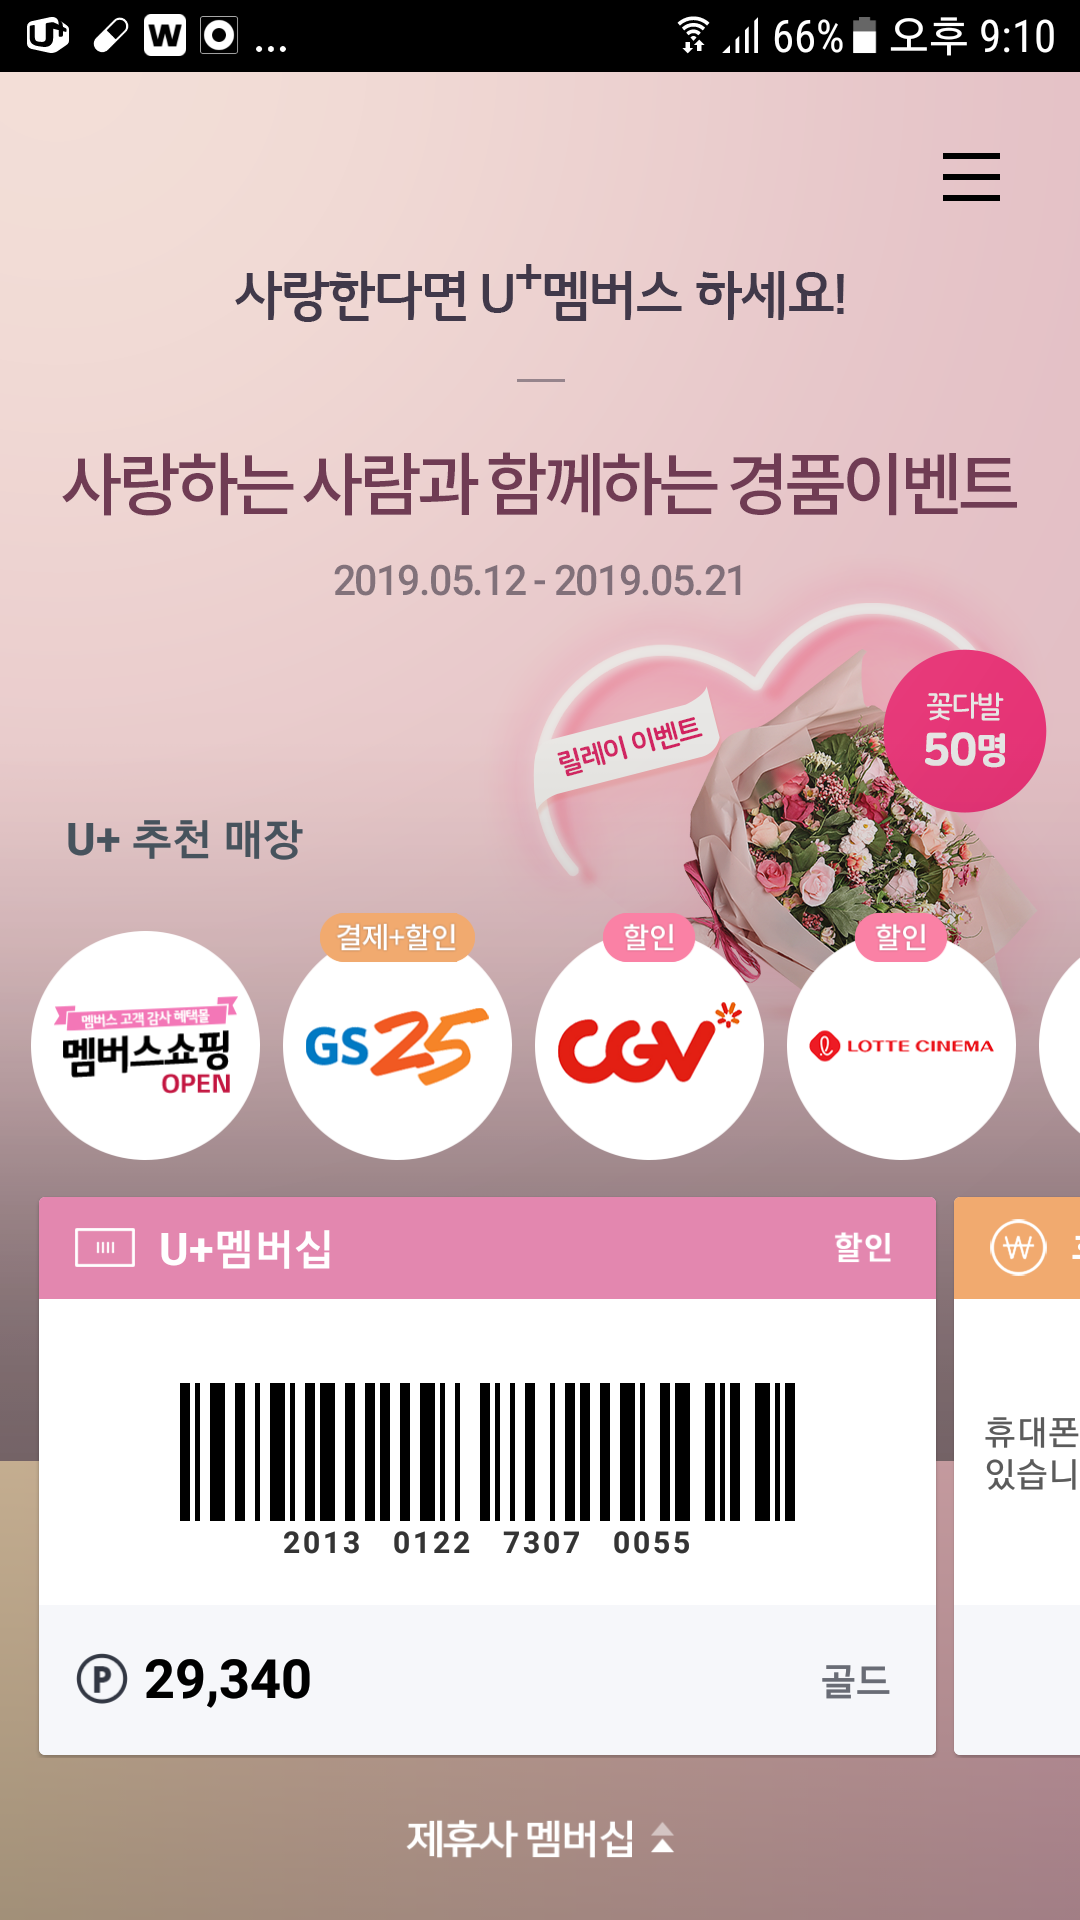 66% 오후 9:10
사랑한다면 U+멤버스 하세요!
사랑하는 사람과 함께하는 경품이벤트
2019.05.12 - 2019.05.21
릴레이 이벤트
꽃다발
50명
U+ 추천 매장
결제+할인
할인
할인
멤버스 고객 감사 혜택몰
멤버스쇼핑
OPEN
GS25
CGV
LOTTE CINEMA
U+멤버십
할인
2013 0122 7307 0055
휴대폰
있습니
P 29,340
골드
제휴사 멤버십